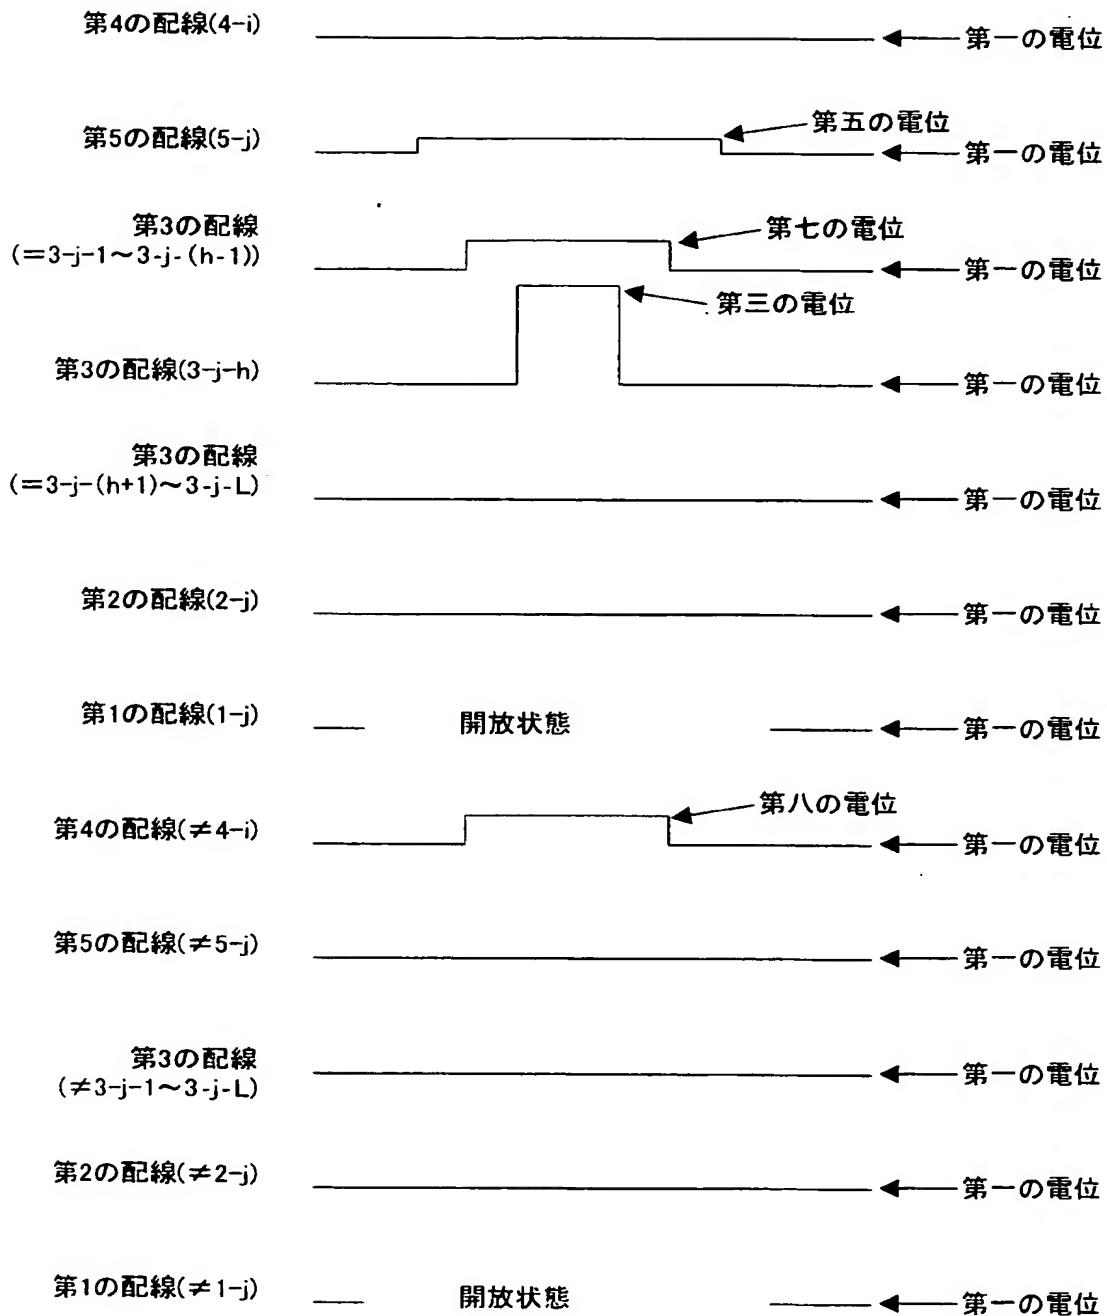 第4の配線(4-i)
第一の電位
第5の配線(5-j)
第五の電位
第一の電位
第3の配線
(=3-j-1～3-j-(h-1))
第七の電位
第一の電位
第三の電位
第3の配線(3-j-h)
第一の電位
第3の配線
(=3-j-(h+1)～3-j-L)
第一の電位
第2の配線(2-j)
第一の電位
第1の配線(1-j)
開放状態
第一の電位
第八の電位
第4の配線(≠4-i)
第一の電位
第5の配線(≠5-j)
第一の電位
第3の配線
(≠3-j-1～3-j-L)
第一の電位
第2の配線(≠2-j)
第一の電位
第1の配線(≠1-j)
開放状態
第一の電位